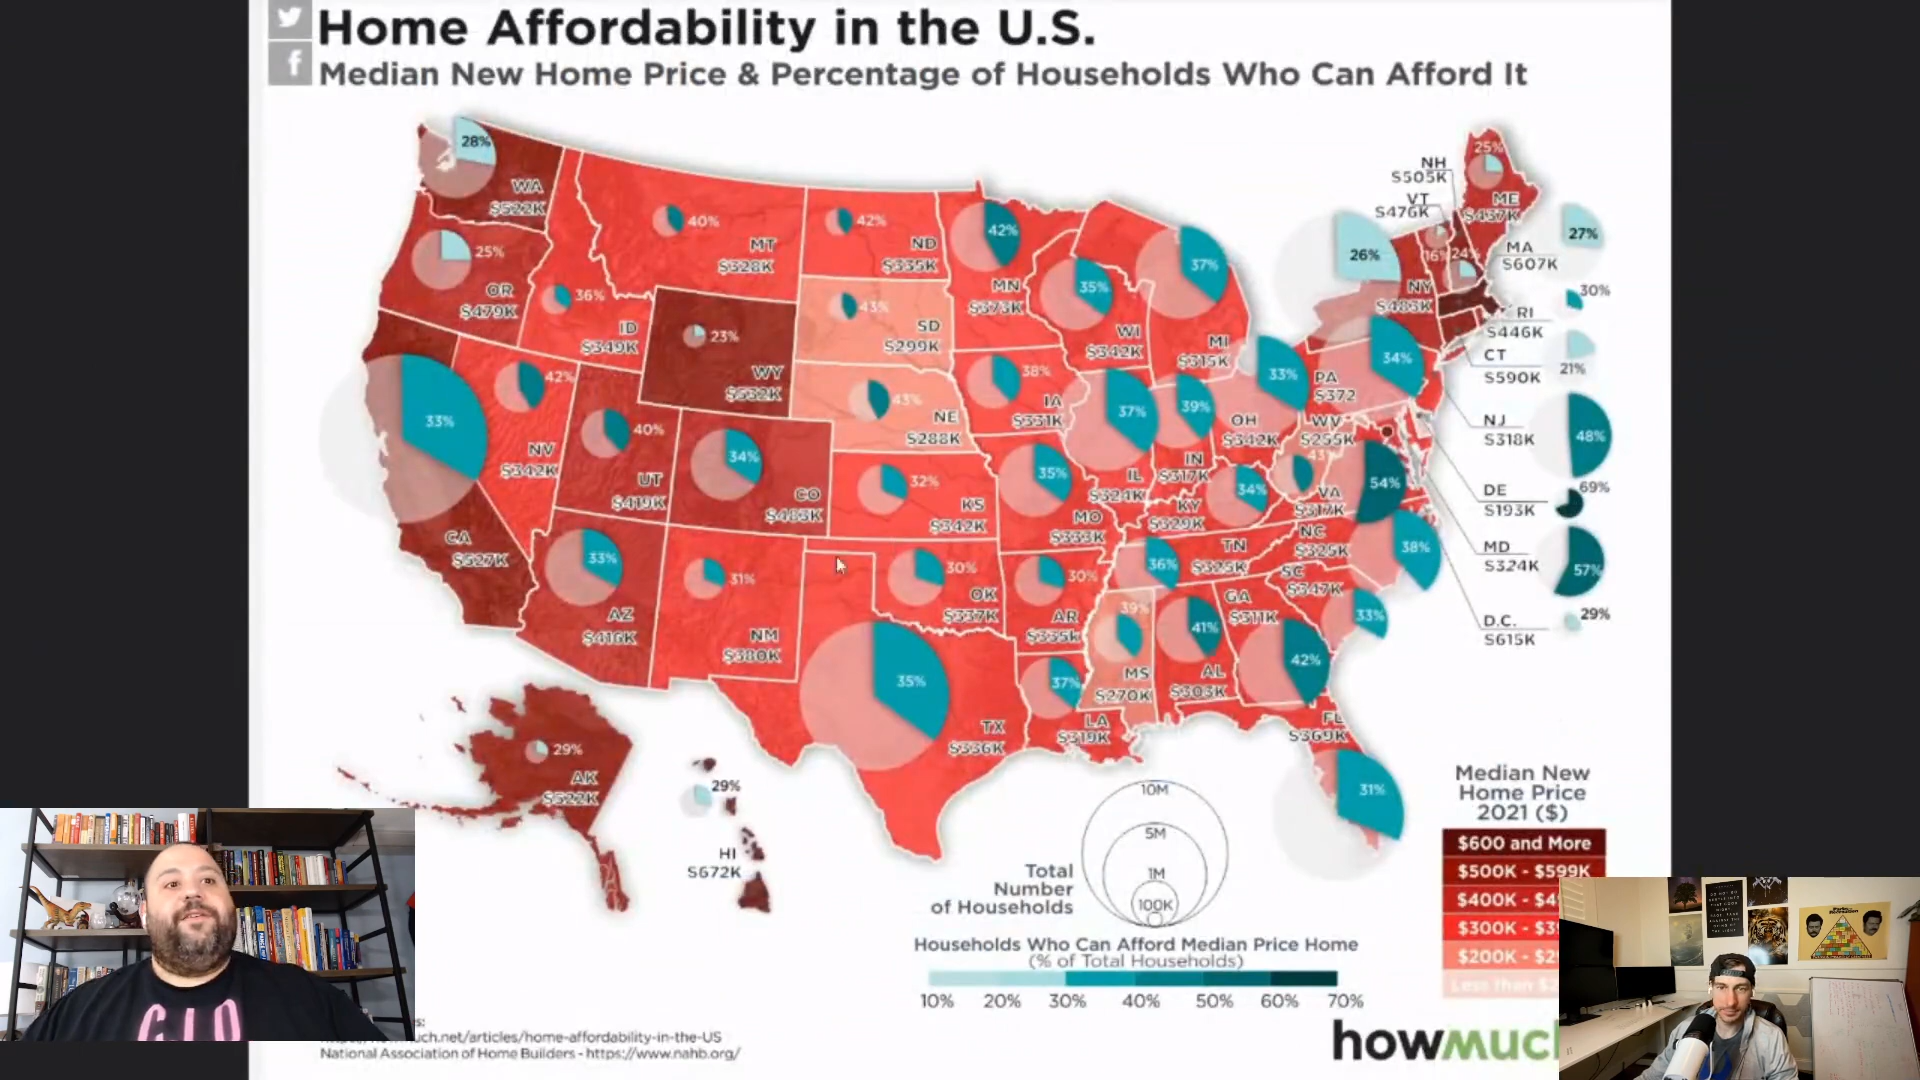 Home Affordability in the U.S.
Median New Home Price & Percentage of Households Who Can Afford It
28%
WA
$522K
25%
OR
$479K
33%
CA
$527K
36%
ID
$349K
42%
NV
$342K
40%
MT
$328K
23%
WY
$532K
40%
UT
$419K
34%
CO
$483K
33%
AZ
$416K
31%
NM
$380K
42%
ND
$335K
43%
SD
$299K
43%
NE
$288K
32%
KS
$342K
30%
OK
$337K
35%
TX
$336K
42%
MN
$373K
38%
IA
$331K
35%
MO
$333K
30%
AR
$335k
37%
LA
$319K
35%
WI
$342K
37%
IL
$324K
37%
MI
$315K
39%
IN
$317K
33%
OH
$342K
34%
KY
$329K
36%
TN
$325K
39%
MS
$270K
41%
AL
$303K
42%
GA
$311K
31%
FL
$369K
33%
SC
$347K
38%
NC
$325K
54%
VA
$317K
43%
WV
$255K
34%
PA
$372
26%
NY
$483K
16%
VT
$476K
24%
NH
$505K
25%
ME
$437K
MA
$607K
27%
RI
$446K
30%
CT
$590K
21%
NJ
$318K
48%
DE
$193K
69%
MD
$324K
57%
D.C.
$615K
29%
29%
AK
$522K
29%
HI
$672K
Total
Number
of Households
10M
5M
1M
100K
Households Who Can Afford Median Price Home
(% of Total Households)
10% 20% 30% 40% 50% 60% 70%
Median New
Home Price
2021 ($)
$600 and More
$500K - $599K
$400K - $4
$300K - $3
$200K - $2
Less than $2
uch.net/articles/home-affordability-in-the-US
National Association of Home Builders - https://www.nahb.org/
howmuc